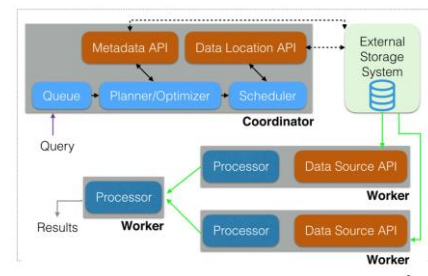 Metadata API
Data Location API
External
Storage
System
Queue
Planner/Optimizer
Scheduler
Coordinator
Query
Processor
Data Source API
Worker
Processor
Results
Worker
Processor
Data Source API
Worker